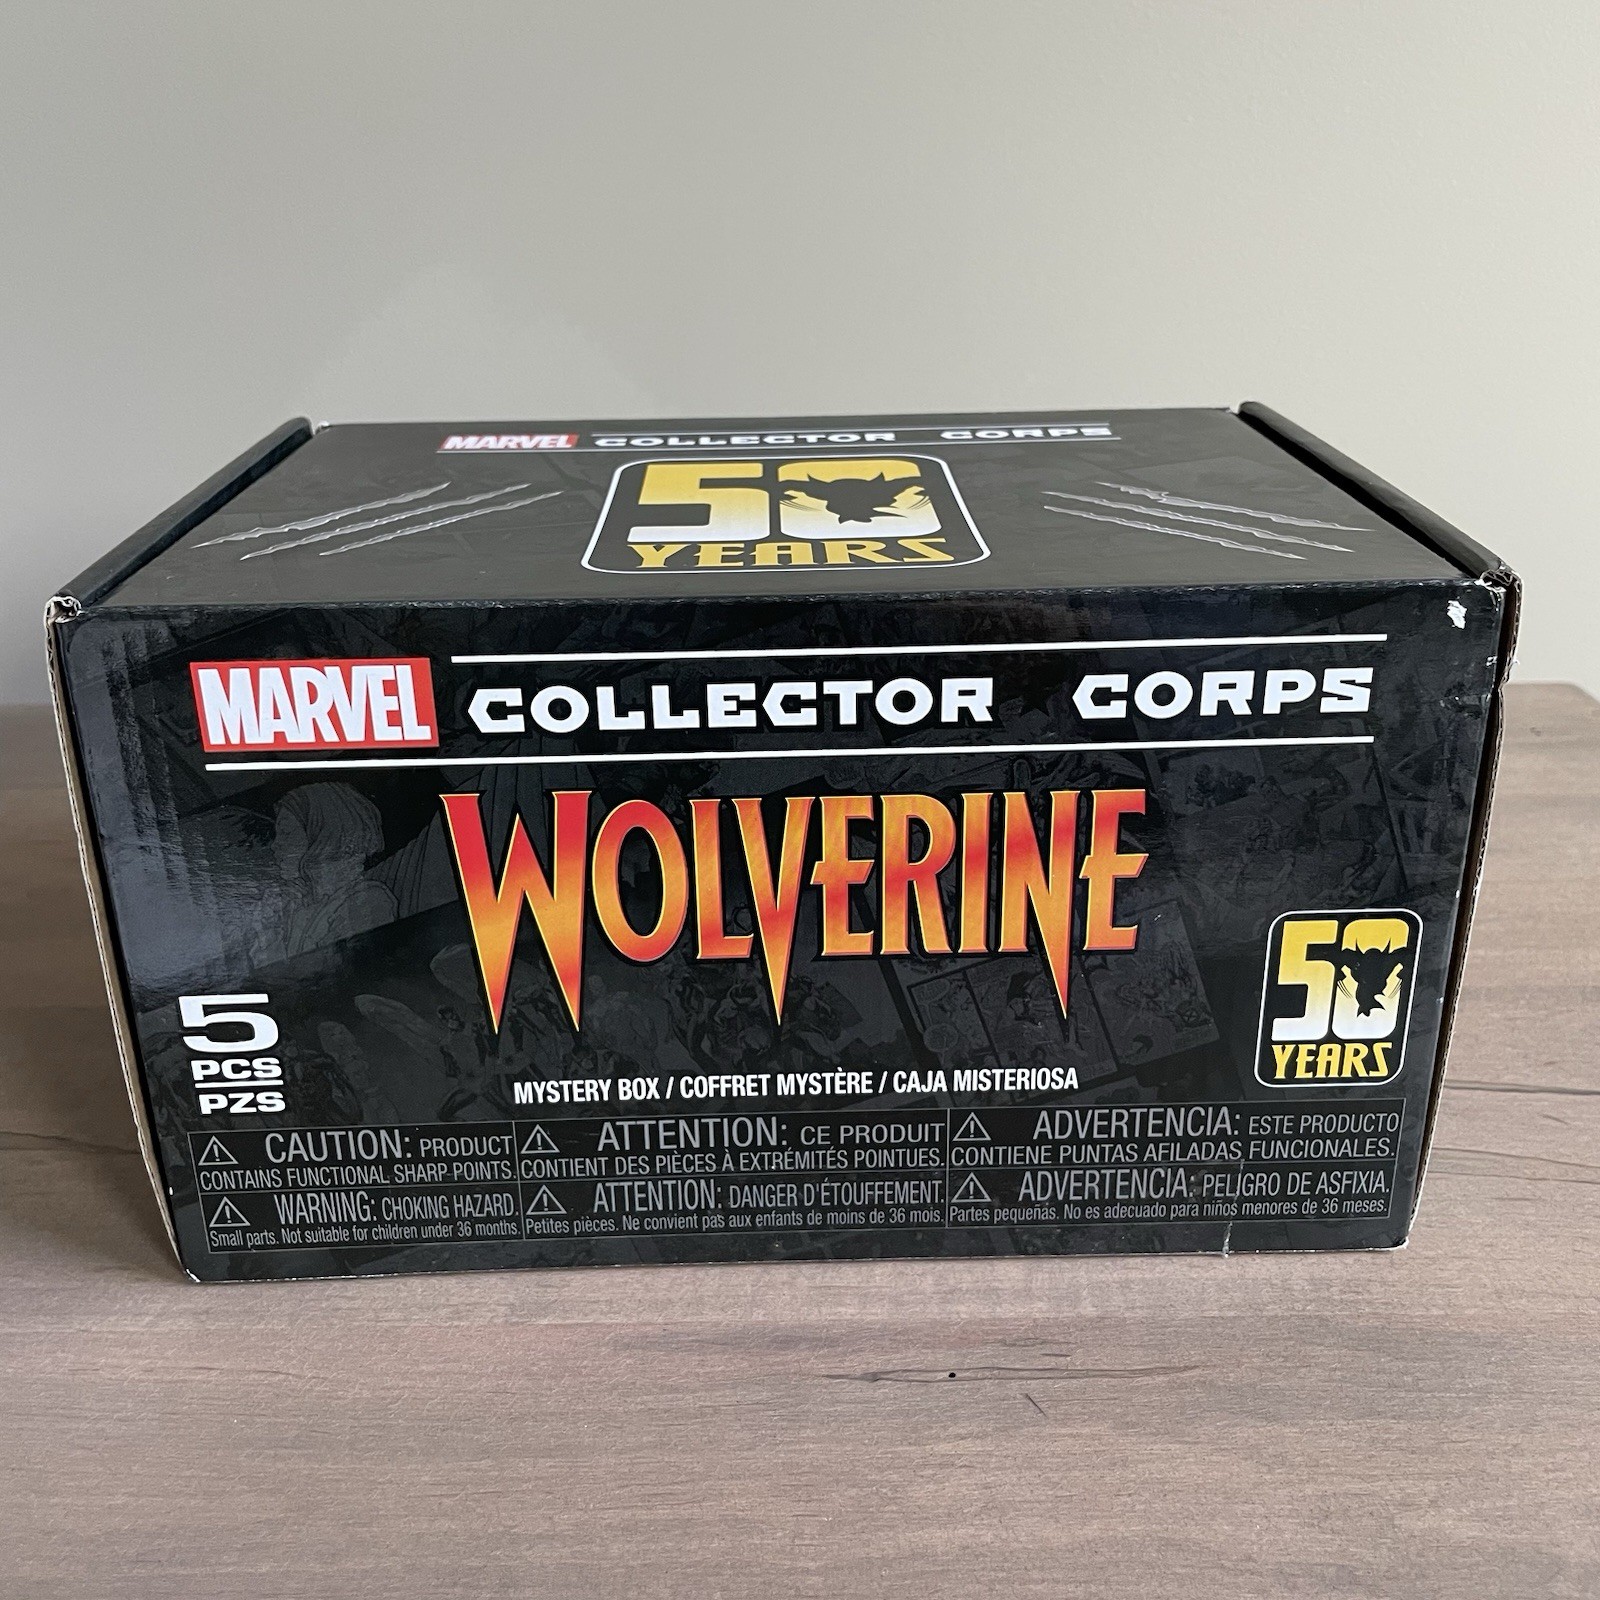 MARVEL COLLECTOR CORPS
50
YEARS
MARVEL COLLECTOR CORPS
WOLVERINE
50
YEARS
5
PCS
PZS
MYSTERY BOX / COFFRET MYSTÈRE / CAJA MISTERIOSA
CAUTION: PRODUCT
CONTAINS FUNCTIONAL SHARP-POINTS.
WARNING: CHOKING HAZARD.
Small parts. Not suitable for children under 36 months.
ATTENTION: CE PRODUIT
CONTIENT DES PIÈCES À EXTRÉMITÉS POINTUES.
ATTENTION: DANGER D'ÉTOUFFEMENT.
Petites pièces. Ne convient pas aux enfants de moins de 36 mois.
ADVERTENCIA: ESTE PRODUCTO
CONTIENE PUNTAS AFILADAS FUNCIONALES.
ADVERTENCIA: PELIGRO DE ASFIXIA.
Partes pequeñas. No es adecuado para niños menores de 36 meses.